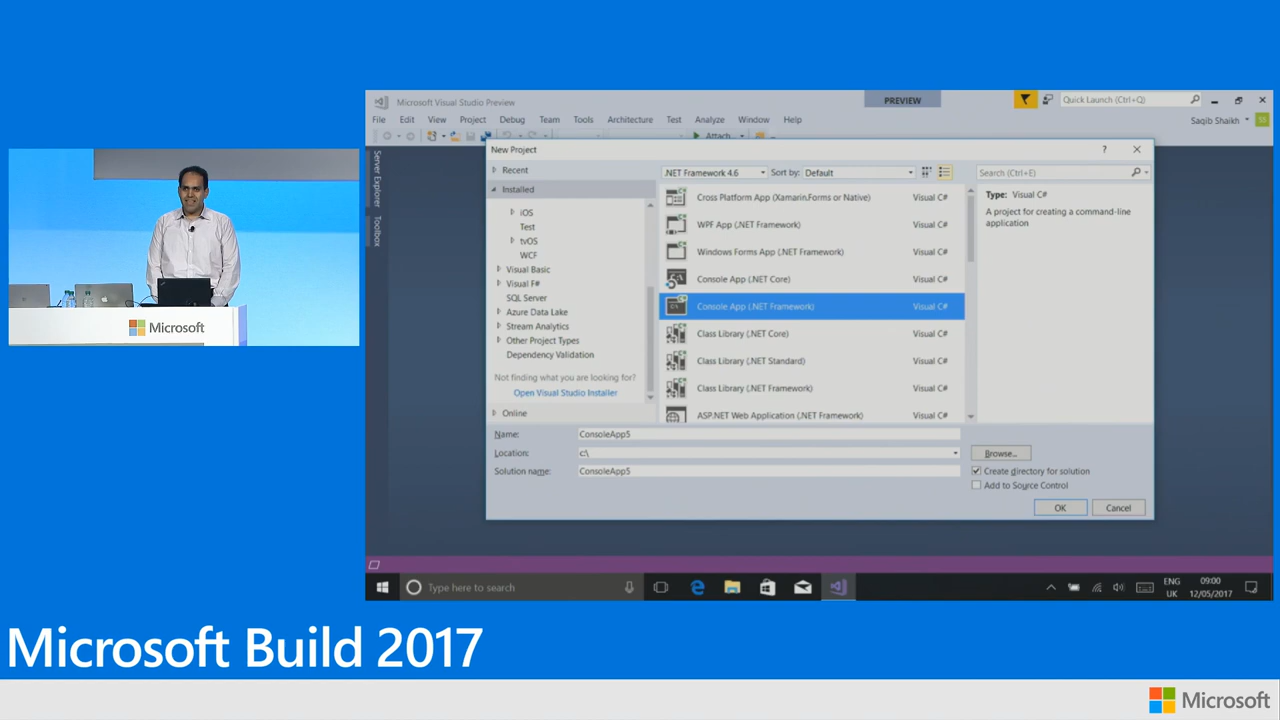 Microsoft Visual Studio Preview
PREVIEW
Quick Launch (Ctrl+Q)
File Edit View Project Debug Team Tools Architecture Test Analyze Window Help
Saqib Shaikh
SS
Attach...
Server Explorer
Toolbox
New Project
Recent
.NET Framework 4.6
Sort by: Default
Search (Ctrl+E)
Installed
iOS
Test
tvOS
WCF
Visual Basic
Visual F#
SQL Server
Azure Data Lake
Stream Analytics
Other Project Types
Dependency Validation
Not finding what you are looking for?
Open Visual Studio Installer
Online
Cross Platform App (Xamarin.Forms or Native) Visual C#
WPF App (.NET Framework) Visual C#
Windows Forms App (.NET Framework) Visual C#
Console App (.NET Core) Visual C#
Console App (.NET Framework) Visual C#
Class Library (.NET Core) Visual C#
Class Library (.NET Standard) Visual C#
Class Library (.NET Framework) Visual C#
ASP.NET Web Application (.NET Framework) Visual C#
Type: Visual C#
A project for creating a command-line
application
Name: ConsoleApp5
Location: c:\
Browse...
Solution name: ConsoleApp5
Create directory for solution
Add to Source Control
OK
Cancel
Type here to search
ENG
UK
09:00
12/05/2017
Microsoft
Microsoft Build 2017
Microsoft